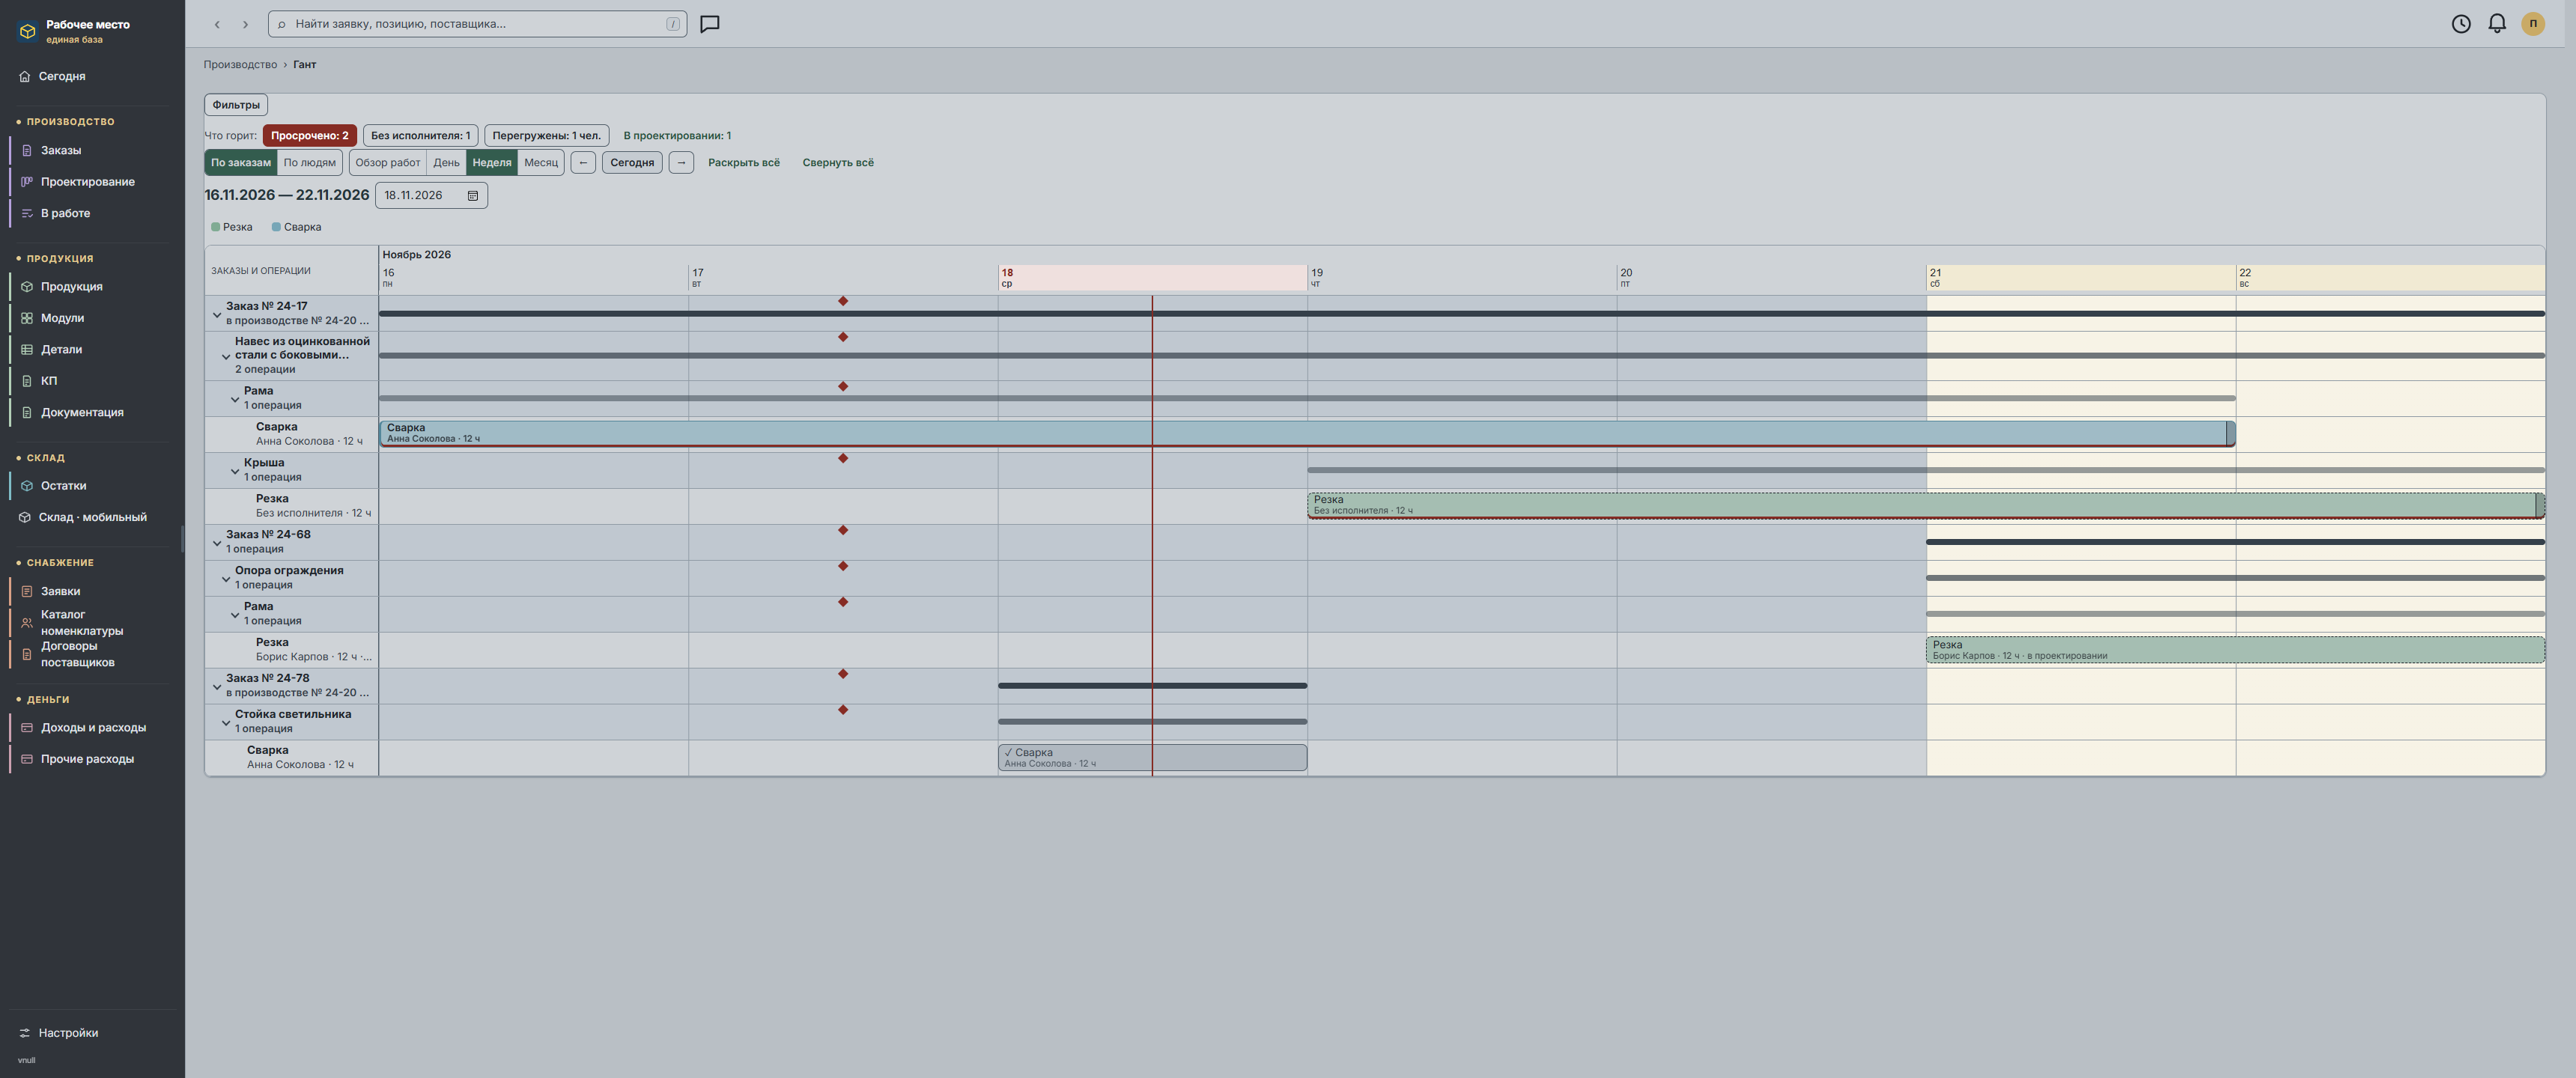 Рабочее место
единая база
Сегодня
ПРОИЗВОДСТВО
Заказы
Проектирование
В работе
ПРОДУКЦИЯ
Продукция
Модули
Детали
КП
Документация
СКЛАД
Остатки
Склад · мобильный
СНАБЖЕНИЕ
Заявки
Каталог
номенклатуры
Договоры
поставщиков
ДЕНЬГИ
Доходы и расходы
Прочие расходы
Настройки
vnull
Найти заявку, позицию, поставщика... /
П
Производство › Гант
Фильтры
Что горит: Просрочено: 2 Без исполнителя: 1 Перегружены: 1 чел. В проектировании: 1
По заказам По людям Обзор работ День Неделя Месяц ← Сегодня → Раскрыть всё Свернуть всё
16.11.2026 — 22.11.2026 18.11.2026
Резка Сварка
ЗАКАЗЫ И ОПЕРАЦИИ
Ноябрь 2026
16 17 18 19 20 21 22
пн вт ср чт пт сб вс
Заказ № 24-17
в производстве № 24-20 ...
Навес из оцинкованной
стали с боковыми...
2 операции
Рама
1 операция
Сварка
Анна Соколова · 12 ч
Сварка
Анна Соколова · 12 ч
Крыша
1 операция
Резка
Без исполнителя · 12 ч
Резка
Без исполнителя · 12 ч
Заказ № 24-68
1 операция
Опора ограждения
1 операция
Рама
1 операция
Резка
Борис Карпов · 12 ч ·...
Резка
Борис Карпов · 12 ч · в проектировании
Заказ № 24-78
в производстве № 24-20 ...
Стойка светильника
1 операция
Сварка
Анна Соколова · 12 ч
✓ Сварка
Анна Соколова · 12 ч